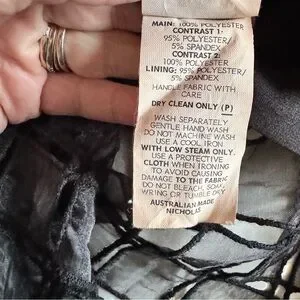 MAIN: 100% POLYESTER
CONTRAST 1:
95% POLYESTER/
5% SPANDEX
CONTRAST 2:
100% POLYESTER
LINING: 95% POLYESTER/
5% SPANDEX
HANDLE FABRIC WITH
CARE
DRY CLEAN ONLY (P)
WASH SEPARATELY
GENTLE HAND WASH
DO NOT MACHINE WASH
USE A COOL IRON
WITH LOW STEAM ONLY.
USE A PROTECTIVE
CLOTH WHEN IRONING
TO AVOID CAUSING
DAMAGE TO THE FABRIC
DO NOT BLEACH, SOAK,
WRING OR TUMBLE DRY.
AUSTRALIAN MADE
NICHOLAS